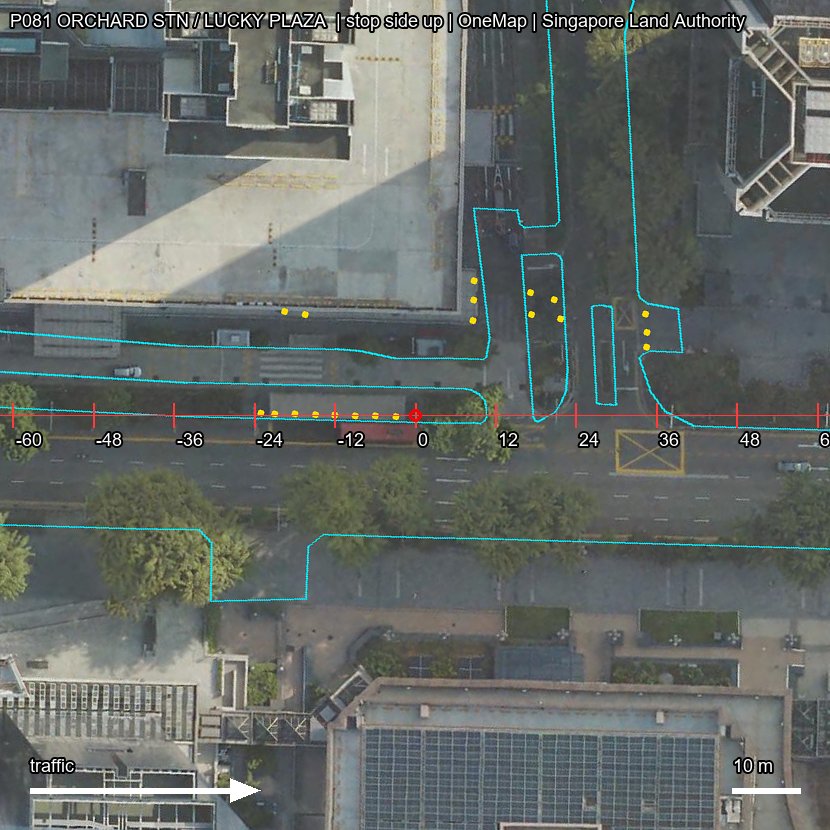 P081 ORCHARD STN / LUCKY PLAZA | stop side up | OneMap | Singapore Land Authority
-60 -48 -36 -24 -12 0 12 24 36 48 6
traffic
10 m